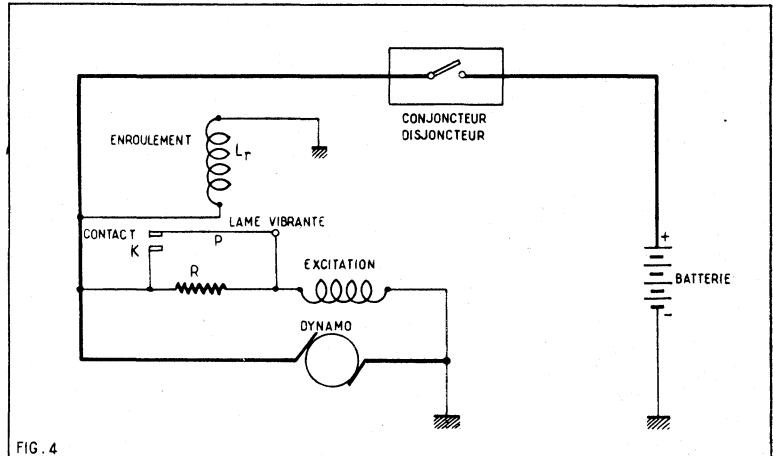 CONJONCTEUR
DISJONCTEUR
ENROULEMENT
Lr
LAME VIBRANTE
CONTACT
P
K
R
EXCITATION
+
BATTERIE
-
DYNAMO
FIG. 4